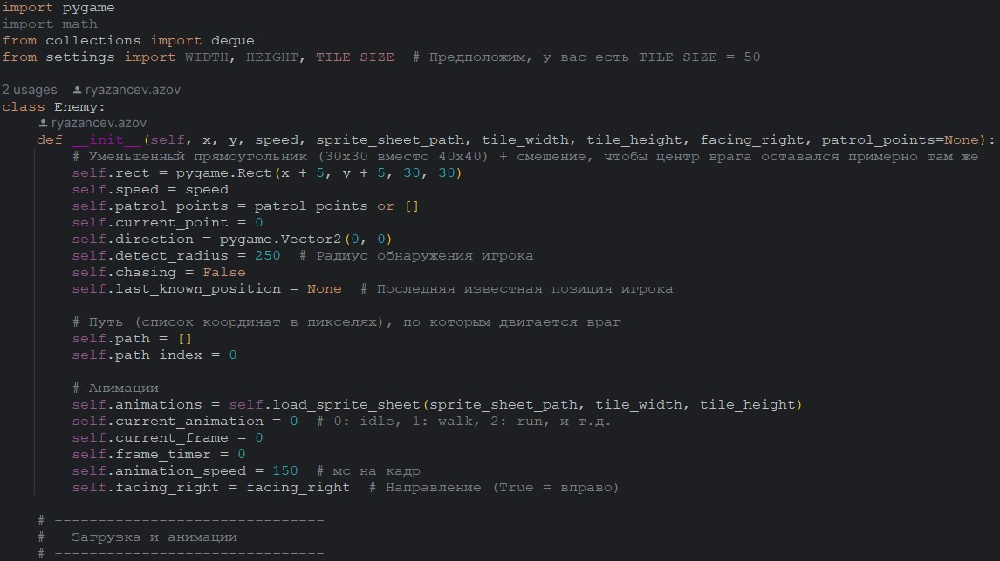 import pygame
import math
from collections import deque
from settings import WIDTH, HEIGHT, TILE_SIZE  # Предположим, у вас есть TILE_SIZE = 50
2 usages  ryazancev.azov
class Enemy:
ryazancev.azov
def __init__(self, x, y, speed, sprite_sheet_path, tile_width, tile_height, facing_right, patrol_points=None):
# Уменьшенный прямоугольник (30x30 вместо 40x40) + смещение, чтобы центр врага оставался примерно там же
self.rect = pygame.Rect(x + 5, y + 5, 30, 30)
self.speed = speed
self.patrol_points = patrol_points or []
self.current_point = 0
self.direction = pygame.Vector2(0, 0)
self.detect_radius = 250  # Радиус обнаружения игрока
self.chasing = False
self.last_known_position = None  # Последняя известная позиция игрока
# Путь (список координат в пикселях), по которым двигается враг
self.path = []
self.path_index = 0
# Анимации
self.animations = self.load_sprite_sheet(sprite_sheet_path, tile_width, tile_height)
self.current_animation = 0  # 0: idle, 1: walk, 2: run, и т.д.
self.current_frame = 0
self.frame_timer = 0
self.animation_speed = 150  # мс на кадр
self.facing_right = facing_right  # Направление (True = вправо)
# -------------------------------
#   Загрузка и анимации
# -------------------------------